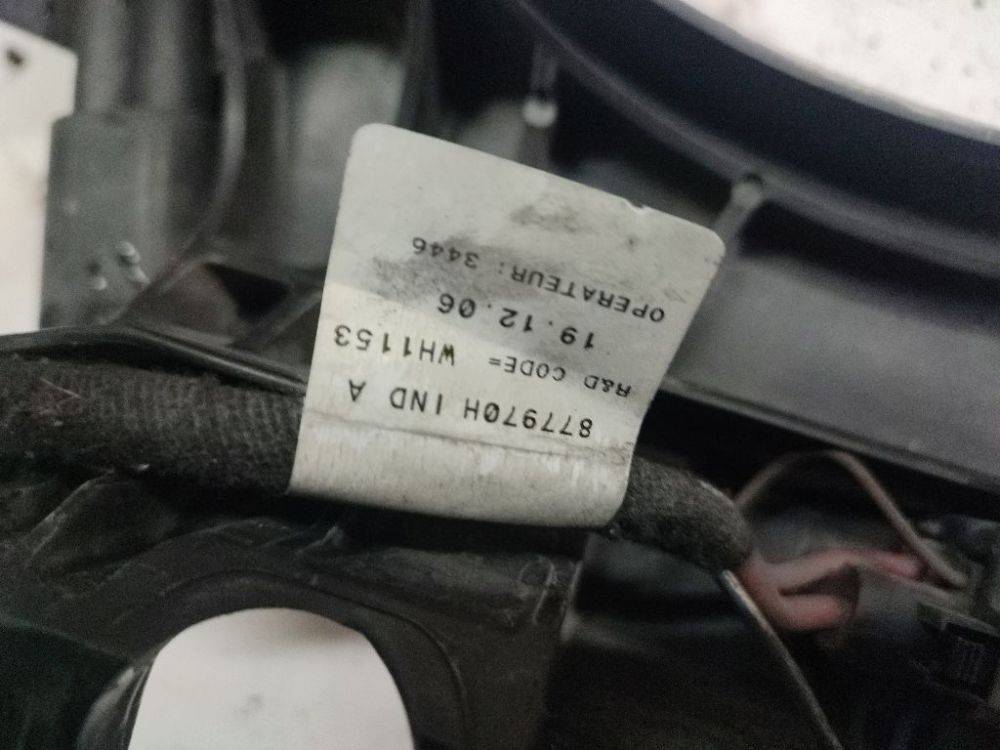 877970H IND A
R&D CODE= WH1153
19.12.06
OPERATEUR: 3446